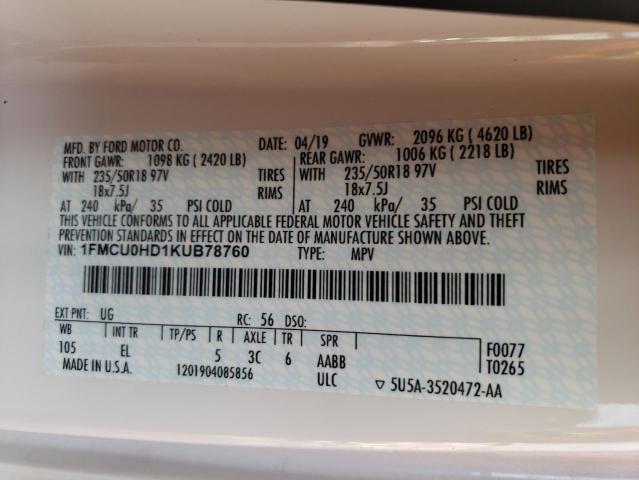 MFD. BY FORD MOTOR CO. DATE: 04/19 GVWR: 2096 KG ( 4620 LB)
FRONT GAWR: 1098 KG ( 2420 LB) REAR GAWR: 1006 KG ( 2218 LB)
WITH 235/50R18 97V TIRES WITH 235/50R18 97V TIRES
18x7.5J RIMS 18x7.5J RIMS
AT 240 kPa/ 35 PSI COLD AT 240 kPa/ 35 PSI COLD
THIS VEHICLE CONFORMS TO ALL APPLICABLE FEDERAL MOTOR VEHICLE SAFETY AND THEFT
PREVENTION STANDARDS IN EFFECT ON THE DATE OF MANUFACTURE SHOWN ABOVE.
VIN: 1FMCU0HD1KUB78760 TYPE: MPV
EXT PNT: UG RC: 56 DSO:
WB INT TR TP/PS R AXLE TR SPR F0077
105 EL 5 3C 6 AABB T0265
MADE IN U.S.A. 1201904085856 ULC ▽ 5U5A-3520472-AA